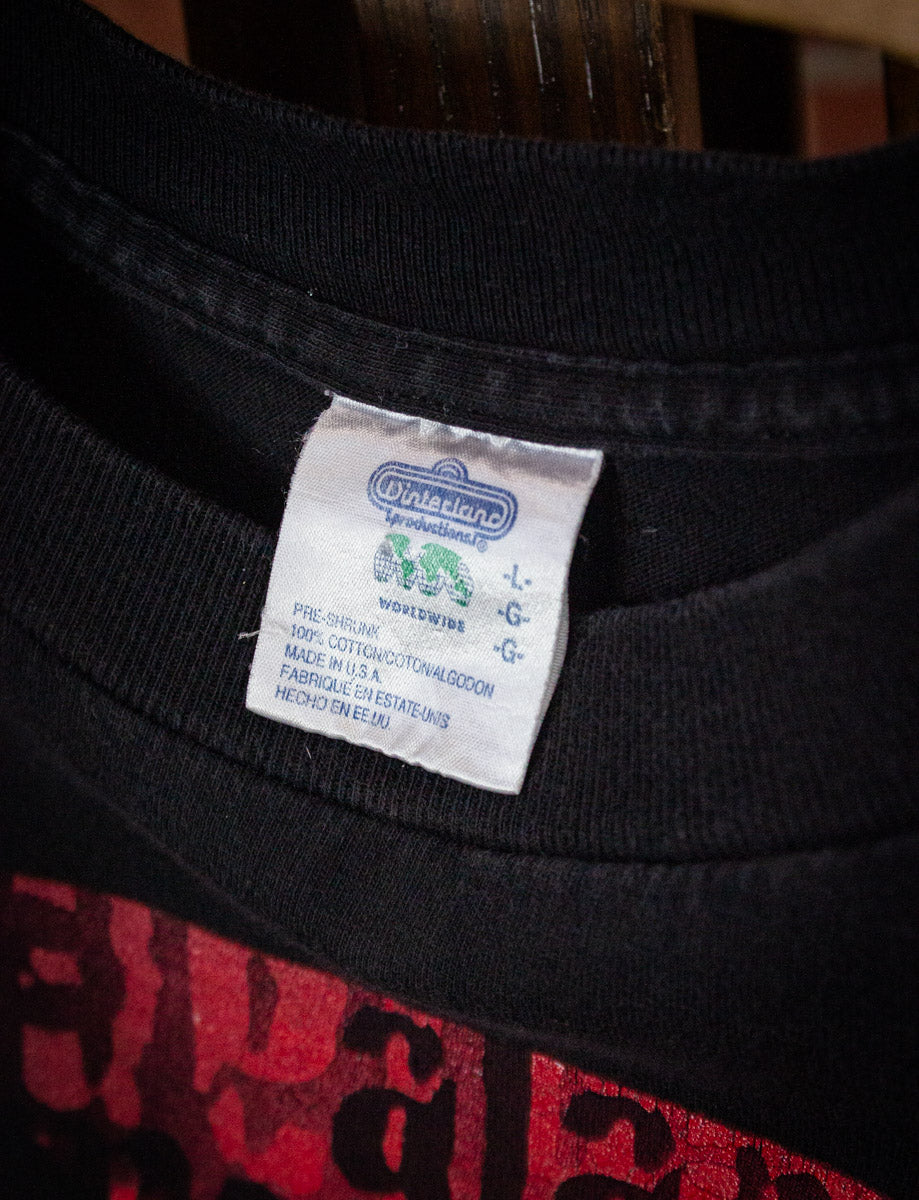 Winterland
productions!®
WORLDWIDE
-L-
-G-
-G-
PRE-SHRUNK
100% COTTON/COTON/ALGODON
MADE IN U.S.A.
FABRIQUE EN ESTATE-UNIS
HECHO EN EE.UU.
a
a